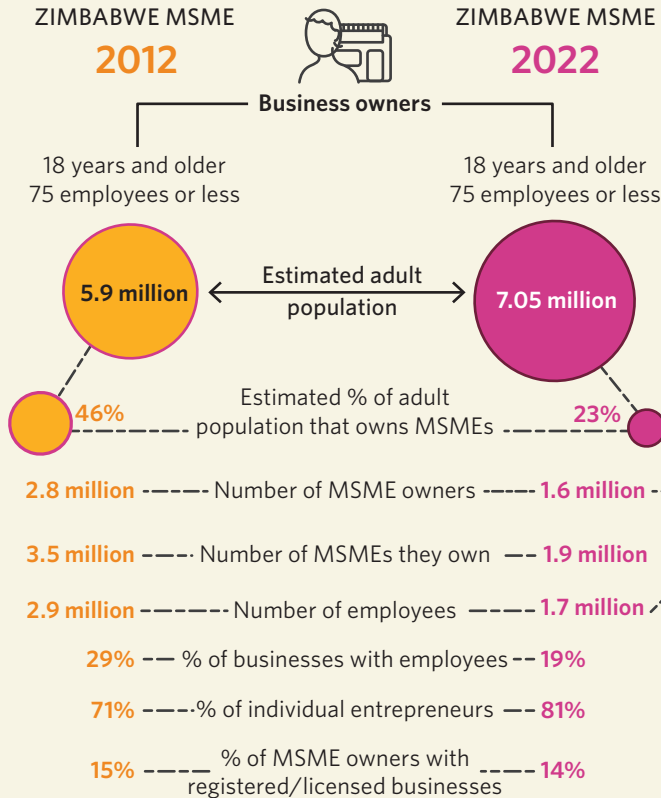 ZIMBABWE MSME
2012
ZIMBABWE MSME
2022
Business owners
18 years and older
75 employees or less
18 years and older
75 employees or less
5.9 million
Estimated adult
population
7.05 million
46%
Estimated % of adult
population that owns MSMEs
23%
2.8 million Number of MSME owners 1.6 million
3.5 million Number of MSMEs they own 1.9 million
2.9 million Number of employees 1.7 million
29% % of businesses with employees 19%
71% % of individual entrepreneurs 81%
15%
% of MSME owners with
registered/licensed businesses
14%